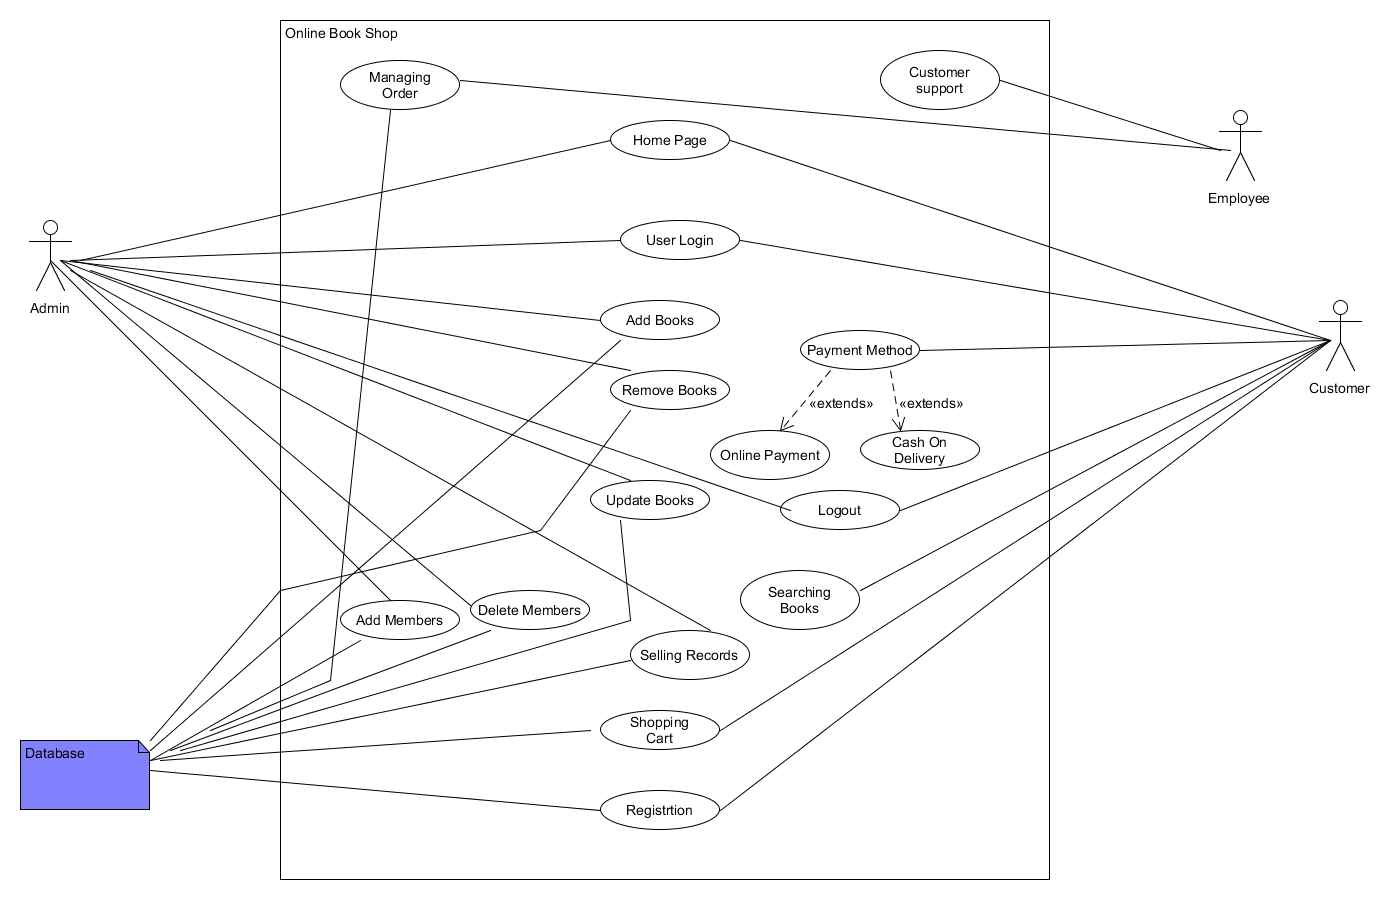 Online Book Shop
Managing
Order
Customer
support
Home Page
Employee
User Login
Admin
Add Books
Payment Method
Remove Books
Customer
«extends»
«extends»
Online Payment
Cash On
Delivery
Update Books
Logout
Searching
Books
Add Members
Delete Members
Selling Records
Shopping
Cart
Database
Registrtion